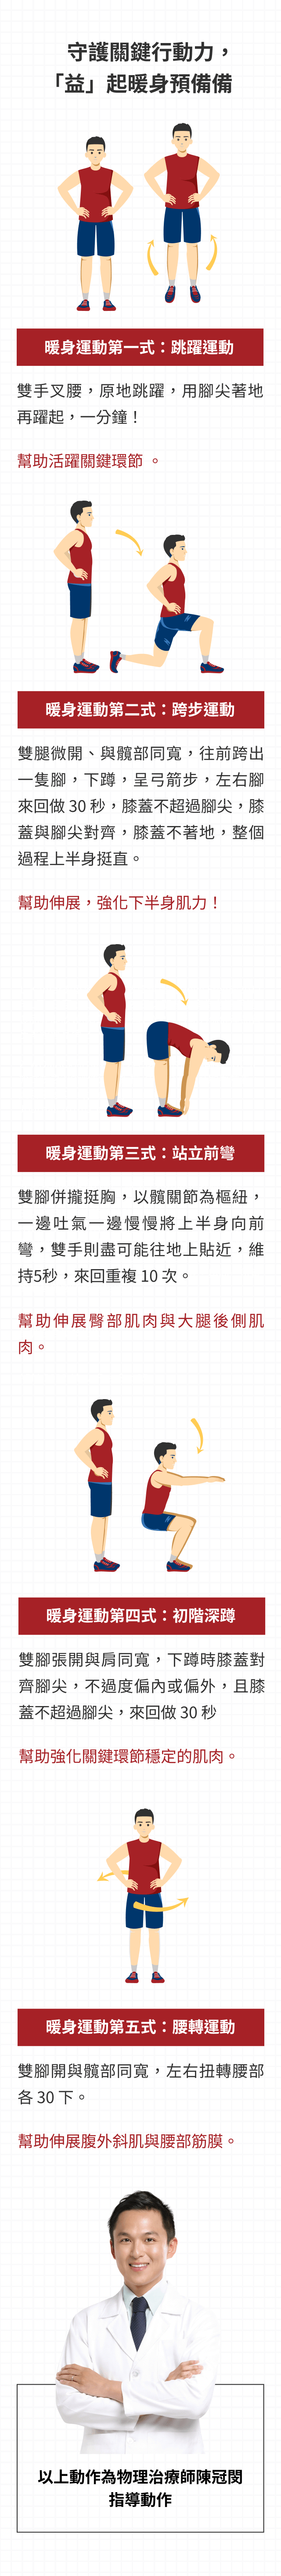 守護關鍵行動力，
「益」起暖身預備備
暖身運動第一式：跳躍運動
雙手叉腰，原地跳躍，用腳尖著地
再躍起，一分鐘！
幫助活躍關鍵環節 。
暖身運動第二式：跨步運動
雙腿微開、與髖部同寬，往前跨出
一隻腳，下蹲，呈弓箭步，左右腳
來回做 30 秒，膝蓋不超過腳尖，膝
蓋與腳尖對齊，膝蓋不著地，整個
過程上半身挺直。
幫助伸展，強化下半身肌力！
暖身運動第三式：站立前彎
雙腳併攏挺胸，以髖關節為樞紐，
一邊吐氣一邊慢慢將上半身向前
彎，雙手則盡可能往地上貼近，維
持5秒，來回重複 10 次。
幫助伸展臀部肌肉與大腿後側肌
肉。
暖身運動第四式：初階深蹲
雙腳張開與肩同寬，下蹲時膝蓋對
齊腳尖，不過度偏內或偏外，且膝
蓋不超過腳尖，來回做 30 秒
幫助強化關鍵環節穩定的肌肉。
暖身運動第五式：腰轉運動
雙腳開與髖部同寬，左右扭轉腰部
各 30 下。
幫助伸展腹外斜肌與腰部筋膜。
以上動作為物理治療師陳冠閔
指導動作